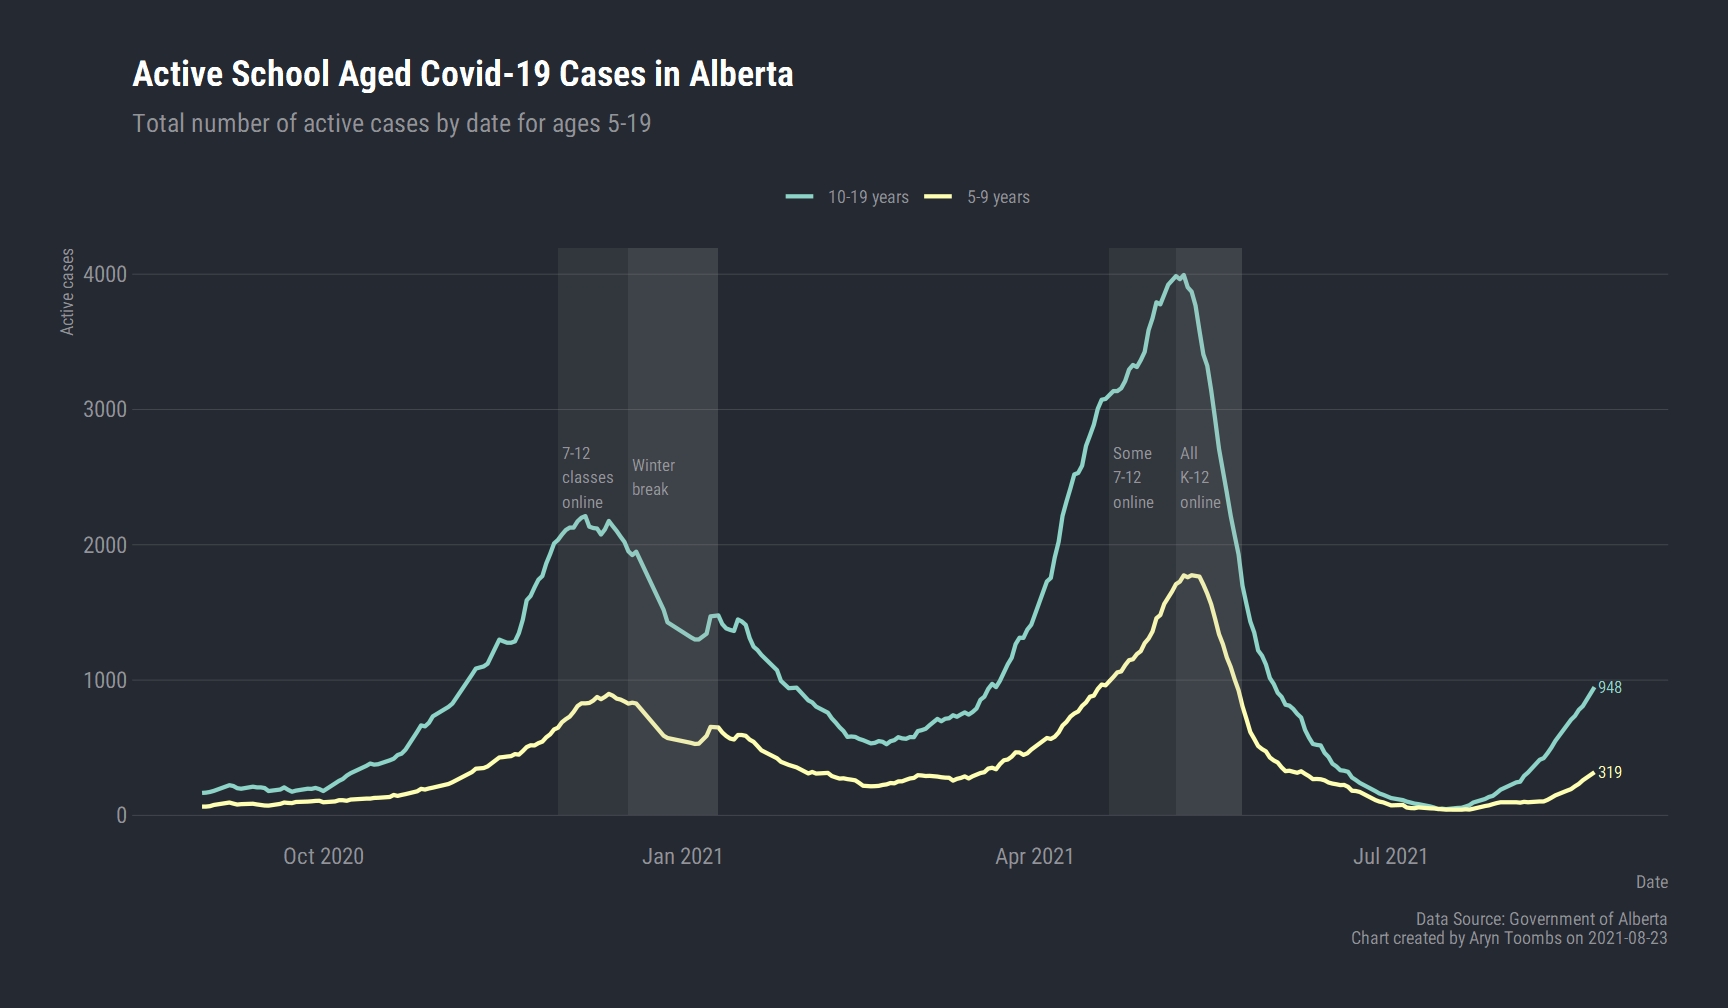 Active School Aged Covid-19 Cases in Alberta
Total number of active cases by date for ages 5-19
10-19 years
5-9 years
Active cases
4000
3000
2000
1000
0
7-12
classes
online
Winter
break
Some
7-12
online
All
K-12
online
948
319
Oct 2020
Jan 2021
Apr 2021
Jul 2021
Date
Data Source: Government of Alberta
Chart created by Aryn Toombs on 2021-08-23